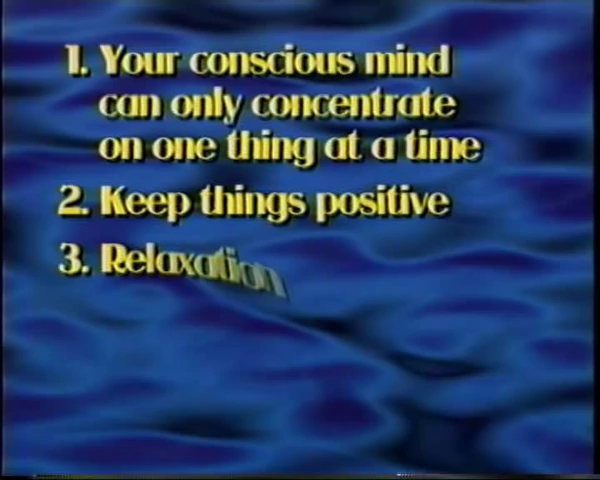 1. Your conscious mind
can only concentrate
on one thing at a time
2. Keep things positive
3. Relaxation